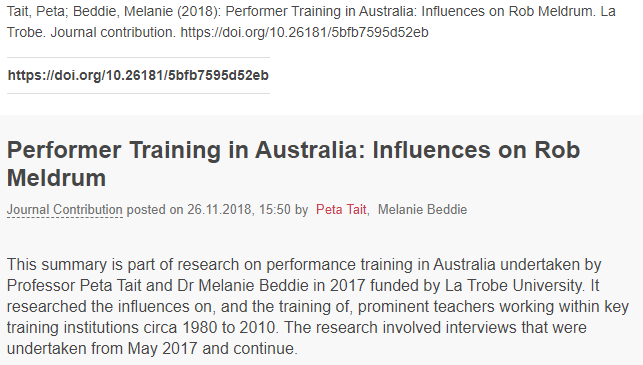 Tait, Peta; Beddie, Melanie (2018): Performer Training in Australia: Influences on Rob Meldrum. La
Trobe. Journal contribution. https://doi.org/10.26181/5bfb7595d52eb
https://doi.org/10.26181/5bfb7595d52eb
Performer Training in Australia: Influences on Rob
Meldrum
Journal Contribution posted on 26.11.2018, 15:50 by Peta Tait, Melanie Beddie
This summary is part of research on performance training in Australia undertaken by
Professor Peta Tait and Dr Melanie Beddie in 2017 funded by La Trobe University. It
researched the influences on, and the training of, prominent teachers working within key
training institutions circa 1980 to 2010. The research involved interviews that were
undertaken from May 2017 and continue.